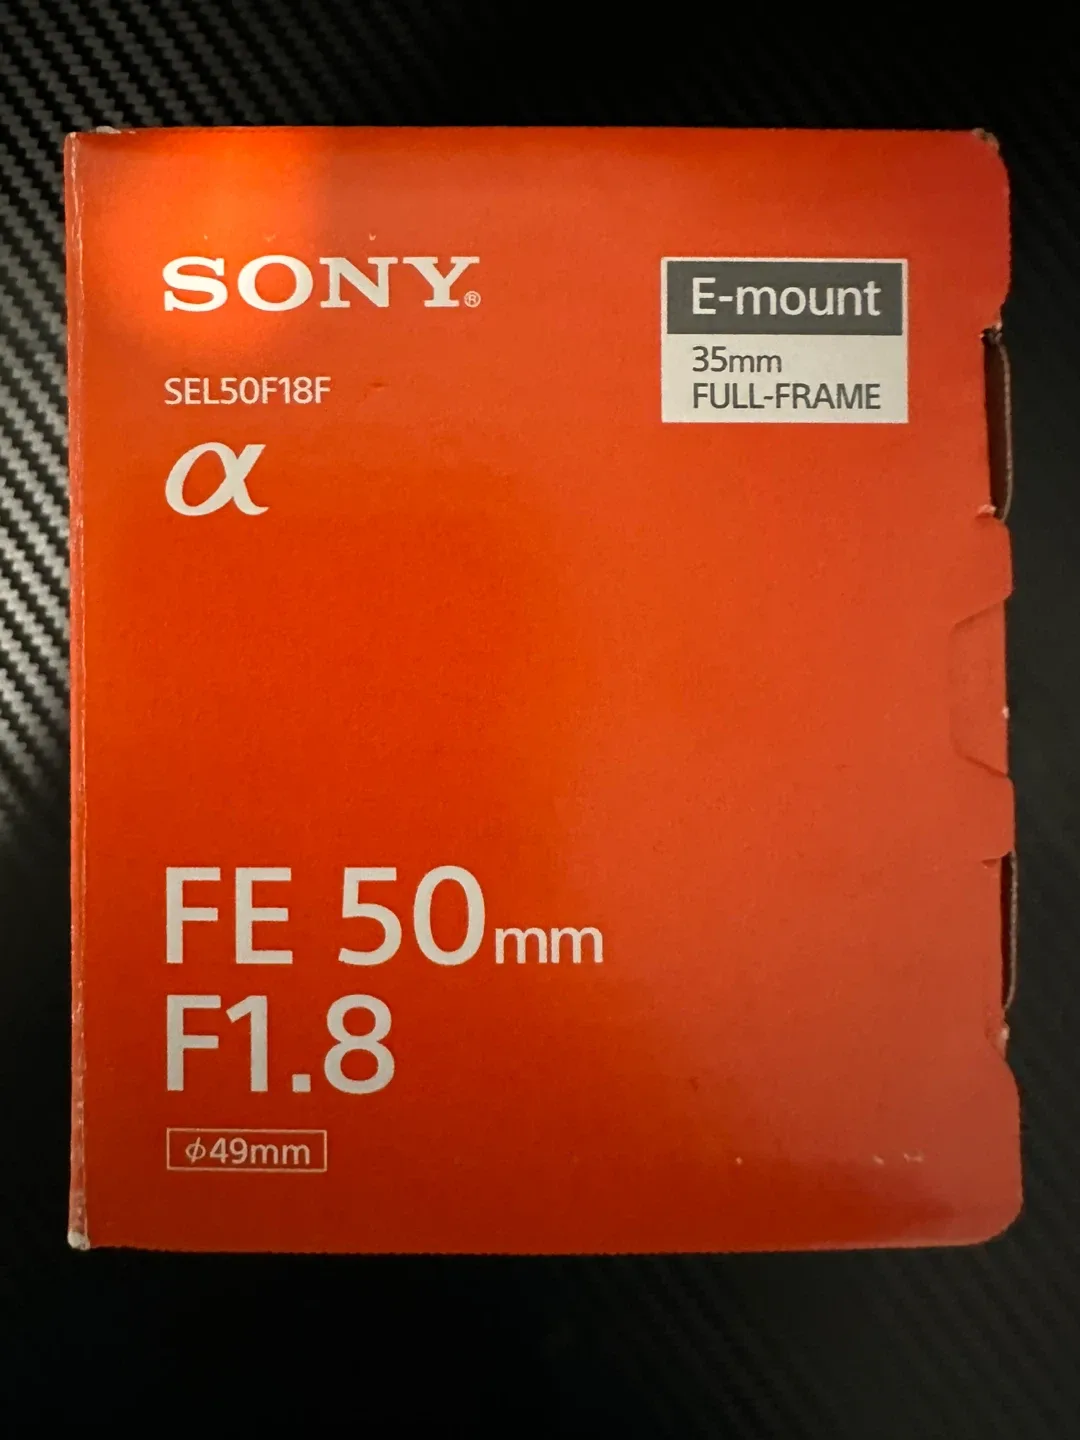 SONY®
E-mount
35mm
FULL-FRAME
SEL50F18F
α
FE 50mm
F1.8
ϕ49mm